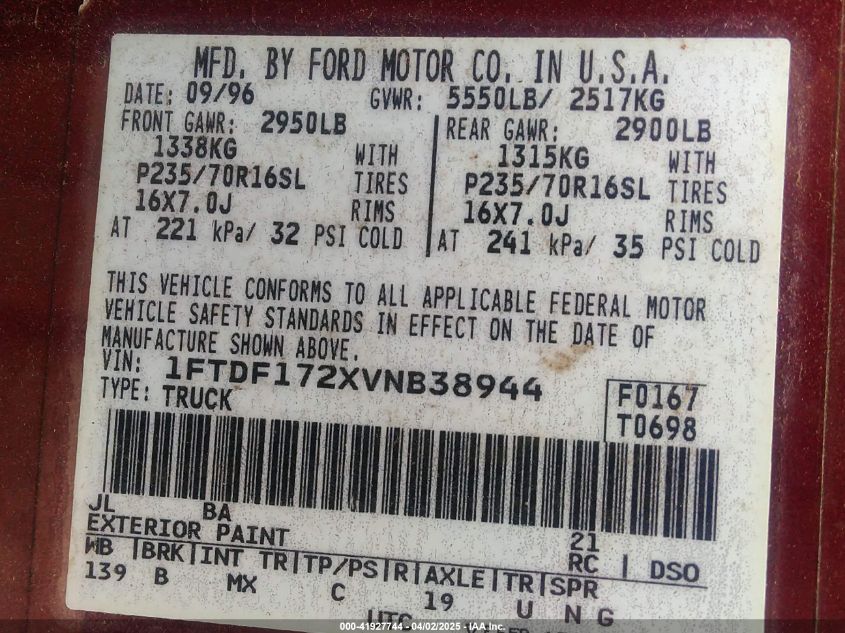 MFD. BY FORD MOTOR CO. IN U.S.A.
DATE: 09/96 GVWR: 5550LB/ 2517KG
FRONT GAWR: 2950LB REAR GAWR: 2900LB
1338KG WITH 1315KG WITH
P235/70R16SL TIRES P235/70R16SL TIRES
16X7.0J RIMS 16X7.0J RIMS
AT 221 kPa/ 32 PSI COLD AT 241 kPa/ 35 PSI COLD
THIS VEHICLE CONFORMS TO ALL APPLICABLE FEDERAL MOTOR
VEHICLE SAFETY STANDARDS IN EFFECT ON THE DATE OF
MANUFACTURE SHOWN ABOVE.
VIN: 1FTDF172XVNB38944 F0167
TYPE: TRUCK T0698
JL BA
EXTERIOR PAINT 21
WB BRK INT TR TP/PS R AXLE TR SPR RC DSO
139 B MX C 19 U N G
UTC
000-41927744 - 04/02/2025 - IAA Inc.